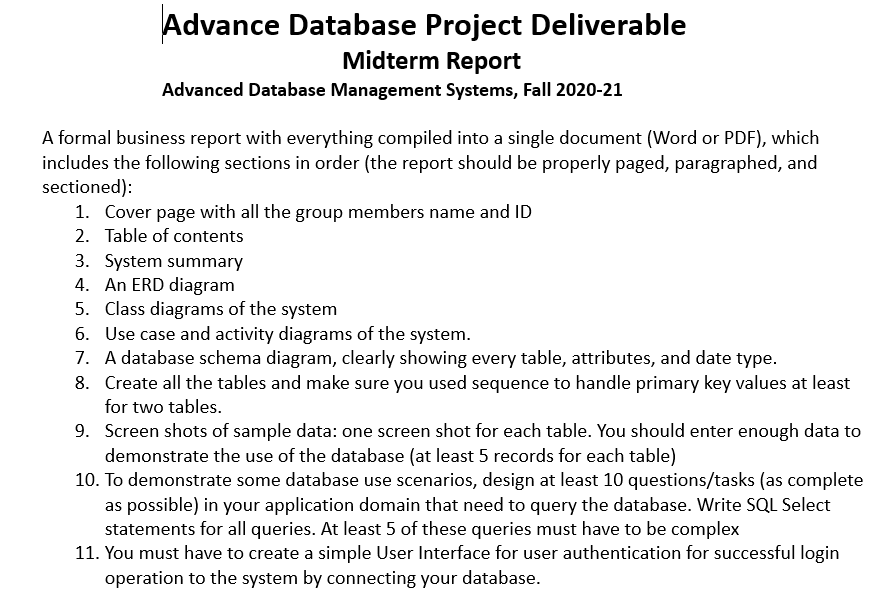 Advance Database Project Deliverable
Midterm Report
Advanced Database Management Systems, Fall 2020-21
A formal business report with everything compiled into a single document (Word or PDF), which
includes the following sections in order (the report should be properly paged, paragraphed, and
sectioned):
1. Cover page with all the group members name and ID
2. Table of contents
3. System summary
4. An ERD diagram
5. Class diagrams of the system
6. Use case and activity diagrams of the system.
7. A database schema diagram, clearly showing every table, attributes, and date type.
8. Create all the tables and make sure you used sequence to handle primary key values at least
for two tables.
9. Screen shots of sample data: one screen shot for each table. You should enter enough data to
demonstrate the use of the database (at least 5 records for each table)
10. To demonstrate some database use scenarios, design at least 10 questions/tasks (as complete
as possible) in your application domain that need to query the database. Write SQL Select
statements for all queries. At least 5 of these queries must have to be complex
11. You must have to create a simple User Interface for user authentication for successful login
operation to the system by connecting your database.